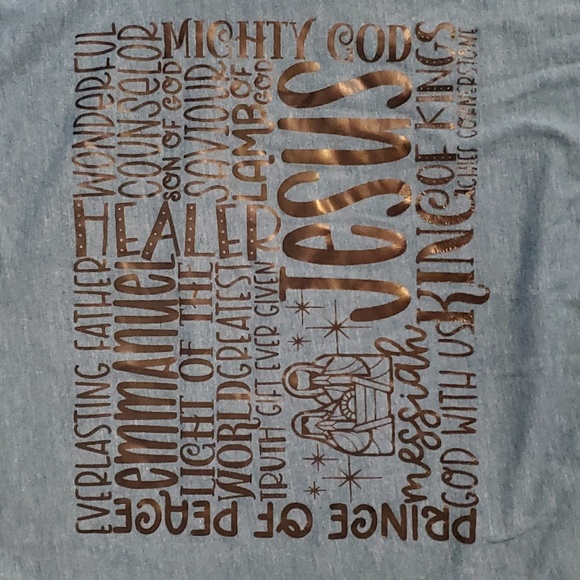 WONDERFUL
COUNSELOR
SON OF GOD
SAVIOUR
LAMB OF
GOD
MIGHTY GOD
HEALER
JESUS
KING OF KINGS
CHIEF CORNERSTONE
EVERLASTING FATHER
emmanuel
LIGHT OF THE
WORLD
GREATEST
TRUTH GIFT EVER GIVEN
messiah
GOD WITH US
PRINCE OF PEACE